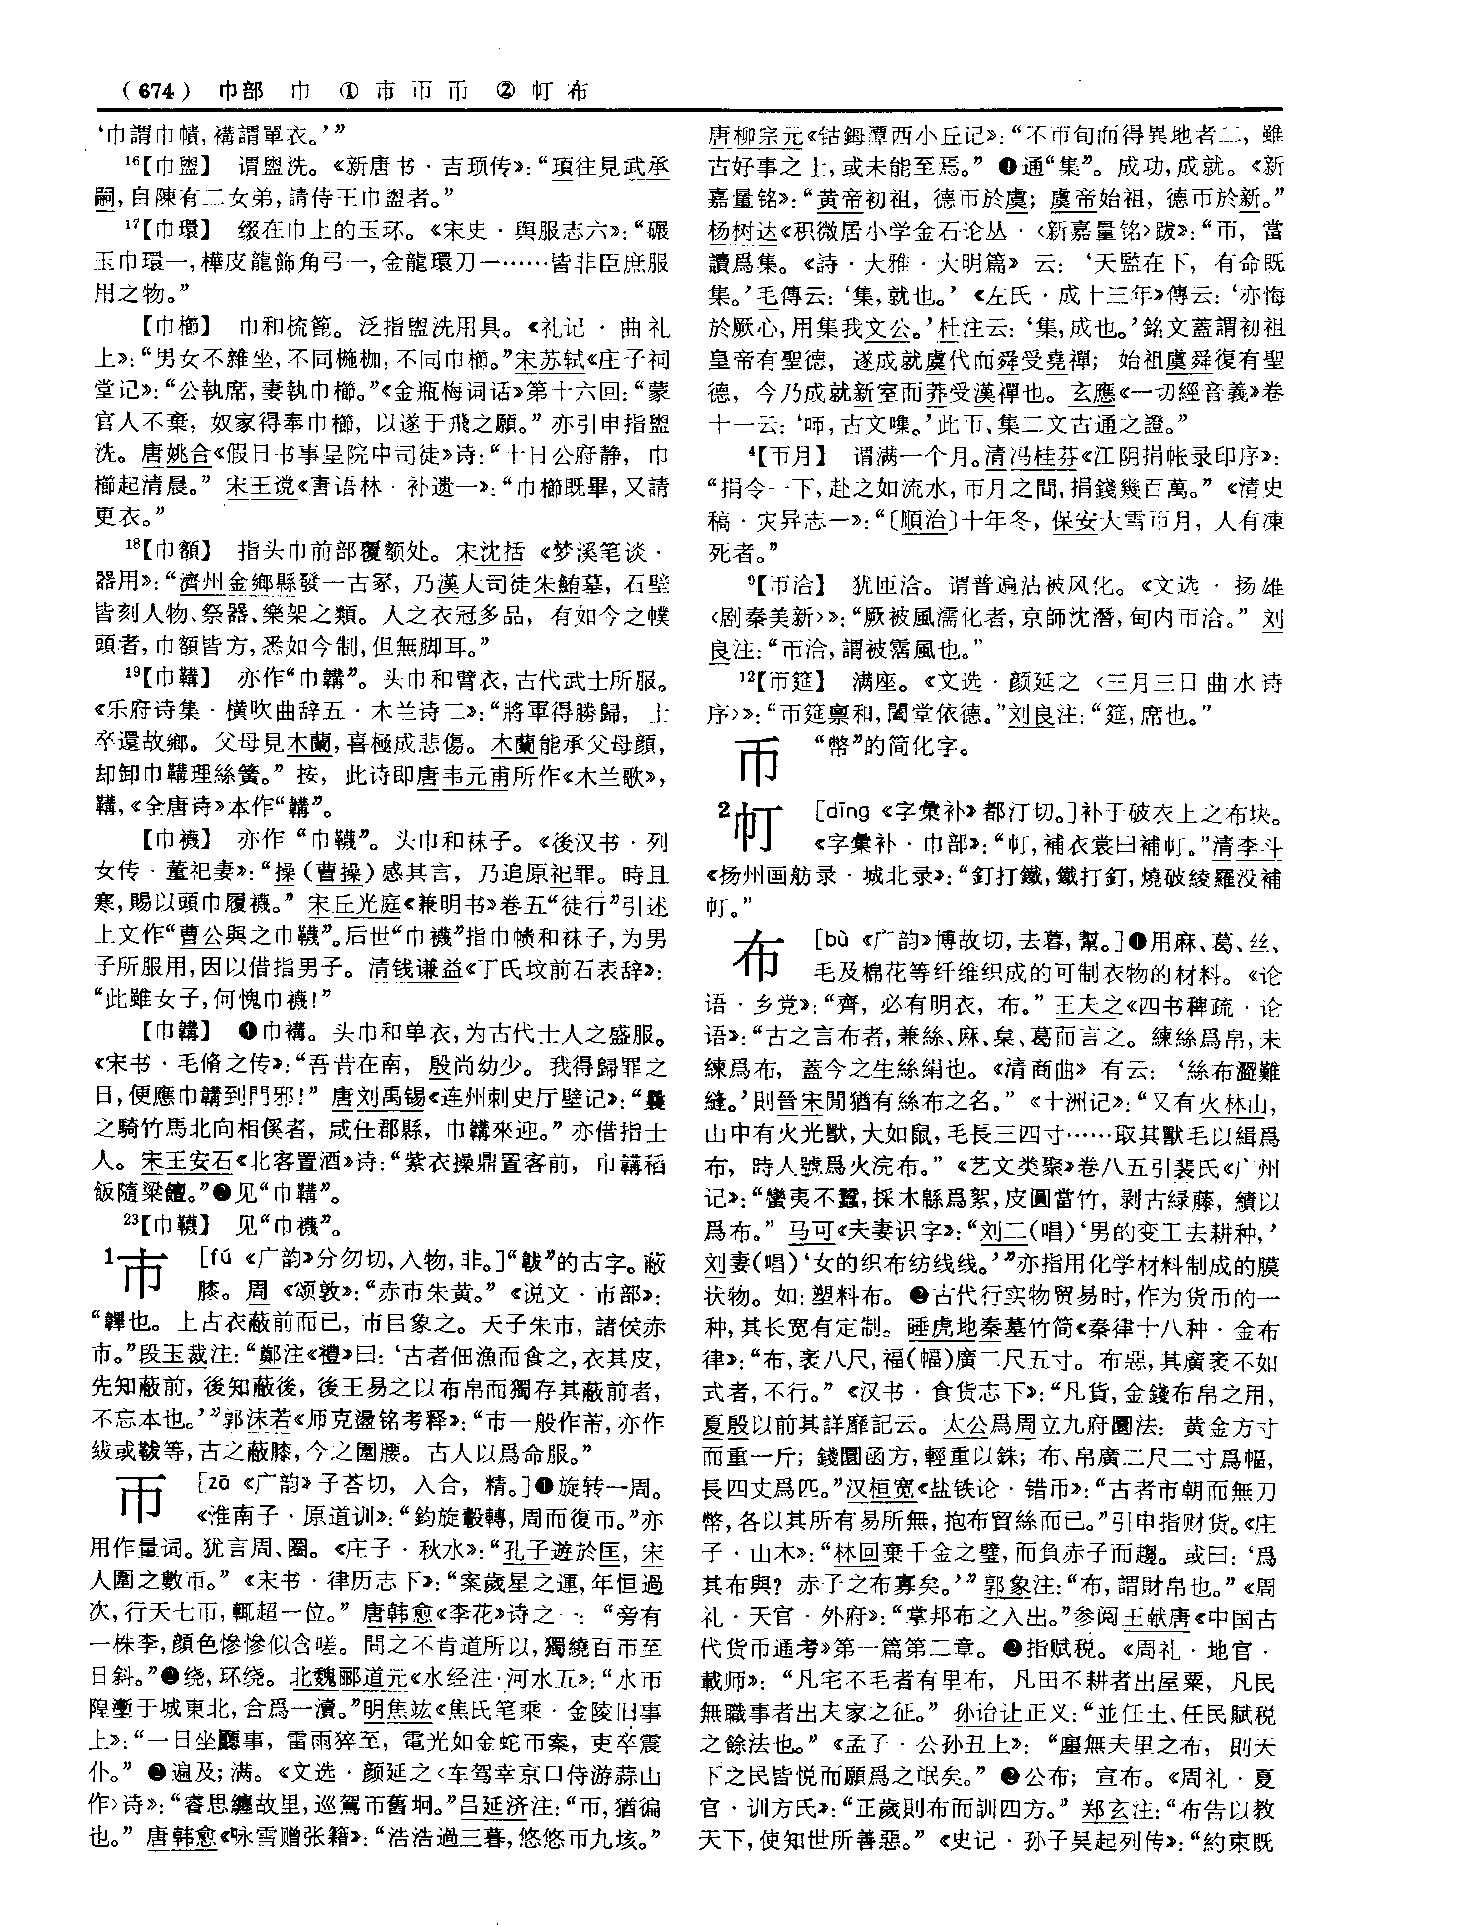 （674） 巾部 巾 ① 巿 帀 币 ② 帄 布
‘巾謂巾幘，褠謂單衣。’”
16【巾盥】 谓盥洗。《新唐书·吉顼传》：“頊往見武承
嗣，自陳有二女弟，請侍王巾盥者。”
17【巾環】 缀在巾上的玉环。《宋史·舆服志六》：“碾
玉巾環一，樺皮龍飾角弓一，金龍環刀一……皆非臣庶服
用之物。”
【巾櫛】 巾和梳篦。泛指盥洗用具。《礼记·曲礼
上》：“男女不雜坐，不同椸枷，不同巾櫛。”宋苏轼《庄子祠
堂记》：“公執席，妻執巾櫛。”《金瓶梅词话》第十六回：“蒙
官人不棄，奴家得奉巾櫛，以遂于飛之願。”亦引申指盥
洗。唐姚合《假日书事呈院中司徒》诗：“十日公府静，巾
櫛起清晨。”宋王谠《唐语林·补遗一》：“巾櫛既畢，又請
更衣。”
18【巾額】 指头巾前部覆额处。宋沈括《梦溪笔谈·
器用》：“濟州金鄉縣發一古冢，乃漢人司徒朱鮪墓，石壁
皆刻人物、祭器、樂架之類。人之衣冠多品，有如今之幞
頭者，巾額皆方，悉如今制，但無脚耳。”
19【巾鞲】 亦作“巾韝”。头巾和臂衣，古代武士所服。
《乐府诗集·横吹曲辞五·木兰诗二》：“將軍得勝歸，士
卒還故鄉。父母見木蘭，喜極成悲傷。木蘭能承父母顔，
却卸巾鞲理絲簧。”按，此诗即唐韦元甫所作《木兰歌》，
鞲，《全唐诗》本作“韝”。
【巾襪】 亦作“巾韈”。头巾和袜子。《後汉书·列
女传·董祀妻》：“操（曹操）感其言，乃追原祀罪。時且
寒，賜以頭巾履襪。”宋丘光庭《兼明书》卷五“徒行”引述
上文作“曹公與之巾韈”。后世“巾襪”指巾帻和袜子，为男
子所服用，因以借指男子。清钱谦益《丁氏坟前石表辞》：
“此雖女子，何愧巾襪！”
【巾韝】 ❶巾褠。头巾和单衣，为古代士人之盛服。
《宋书·毛脩之传》：“吾昔在南，殷尚幼少。我得歸罪之
日，便應巾韝到門邪！”唐刘禹锡《连州刺史厅壁记》：“曩
之騎竹馬北向相傒者，咸仕郡縣，巾韝來迎。”亦借指士
人。宋王安石《北客置酒》诗：“紫衣操鼎置客前，巾韝稻
飯隨粱饘。”❷见“巾鞲”。
23【巾韈】 见“巾襪”。
1巿 ［fú《广韵》分勿切，入物，非。］“韍”的古字。蔽
膝。周《颂敦》：“赤巿朱黄。”《说文·巿部》：
“韠也。上古衣蔽前而已，巿㠯象之。天子朱巿，諸侯赤
巿。”段玉裁注：“鄭注《禮》曰：‘古者佃漁而食之，衣其皮，
先知蔽前，後知蔽後，後王易之以布帛而獨存其蔽前者，
不忘本也。’”郭沫若《师克盨铭考释》：“巿一般作芾，亦作
紱或韍等，古之蔽膝，今之圍腰。古人以爲命服。”
帀 ［zā《广韵》子荅切，入合，精。］❶旋转一周。
《淮南子·原道训》：“鈞旋轂轉，周而復帀。”亦
用作量词。犹言周、圈。《庄子·秋水》：“孔子遊於匡，宋
人圍之數帀。”《宋书·律历志下》：“案歲星之運，年恒過
次，行天七帀，輒超一位。”唐韩愈《李花》诗之一：“旁有
一株李，顔色慘慘似含嗟。問之不肯道所以，獨繞百帀至
日斜。”❷绕，环绕。北魏郦道元《水经注·河水五》：“水帀
隍壍于城東北，合爲一瀆。”明焦竑《焦氏笔乘·金陵旧事
上》：“一日坐聽事，雷雨猝至，電光如金蛇帀案，吏卒震
仆。”❸遍及；满。《文选·颜延之〈车驾幸京口侍游蒜山
作〉诗》：“睿思纏故里，巡駕帀舊坰。”吕延济注：“帀，猶徧
也。”唐韩愈《咏雪赠张籍》：“浩浩過三暮，悠悠帀九垓。”
唐柳宗元《钴鉧潭西小丘记》：“不帀旬而得異地者二，雖
古好事之士，或未能至焉。”❹通“集”。成功，成就。《新
嘉量铭》：“黄帝初祖，德帀於虞；虞帝始祖，德帀於新。”
杨树达《积微居小学金石论丛·〈新嘉量铭〉跋》：“帀，當
讀爲集。《詩·大雅·大明篇》云：‘天監在下，有命既
集。’毛傳云：‘集，就也。’《左氏·成十三年》傳云：‘亦悔
於厥心，用集我文公。’杜注云：‘集，成也。’銘文蓋謂初祖
皇帝有聖德，遂成就虞代而舜受堯禪；始祖虞舜復有聖
德，今乃成就新室而莽受漢禪也。玄應《一切經音義》卷
十一云：‘师，古文㗱。’此帀、集二文古通之證。”
4【帀月】 谓满一个月。清冯桂芬《江阴捐帐录印序》：
“捐令一下，赴之如流水，帀月之間，捐錢幾百萬。”《清史
稿·灾异志一》：“〔順治〕十年冬，保安大雪帀月，人有凍
死者。”
9【帀洽】 犹匝洽。谓普遍沾被风化。《文选·扬雄
〈剧秦美新〉》：“厥被風濡化者，京師沈潛，甸内帀洽。”刘
良注：“帀洽，謂被霑風也。”
12【帀筵】 满座。《文选·颜延之〈三月三日曲水诗
序〉》：“帀筵禀和，闔堂依德。”刘良注：“筵，席也。”
币 “幣”的简化字。
2帄 ［dīng《字彙补》都汀切。］补于破衣上之布块。
《字彙补·巾部》：“帄，補衣裳曰補帄。”清李斗
《扬州画舫录·城北录》：“釘打鐵，鐵打釘，燒破綾羅没補
帄。”
布 ［bù《广韵》博故切，去暮，幫。］❶用麻、葛、丝、
毛及棉花等纤维织成的可制衣物的材料。《论
语·乡党》：“齊，必有明衣，布。”王夫之《四书稗疏·论
语》：“古之言布者，兼絲、麻、枲、葛而言之。練絲爲帛，未
練爲布，蓋今之生絲絹也。《清商曲》有云：‘絲布澀難
縫。’則晉宋間猶有絲布之名。”《十洲记》：“又有火林山，
山中有火光獸，大如鼠，毛長三四寸……取其獸毛以緝爲
布，時人號爲火浣布。”《艺文类聚》卷八五引裴氏《广州
记》：“蠻夷不蠶，採木緜爲絮，皮圓當竹，剥古緑藤，績以
爲布。”马可《夫妻识字》：“刘二（唱）‘男的变工去耕种，’
刘妻（唱）‘女的织布纺线线。’”亦指用化学材料制成的膜
状物。如：塑料布。❷古代行实物贸易时，作为货币的一
种，其长宽有定制。睡虎地秦墓竹简《秦律十八种·金布
律》：“布，袤八尺，福（幅）廣二尺五寸。布惡，其廣袤不如
式者，不行。”《汉书·食货志下》：“凡貨，金錢布帛之用，
夏殷以前其詳靡記云。太公爲周立九府圜法：黄金方寸
而重一斤；錢圜函方，輕重以銖；布、帛廣二尺二寸爲幅，
長四丈爲匹。”汉桓宽《盐铁论·错币》：“古者市朝而無刀
幣，各以其所有易所無，抱布貿絲而已。”引申指财货。《庄
子·山木》：“林回棄千金之璧，而負赤子而趨。或曰：‘爲
其布與？赤子之布寡矣。’”郭象注：“布，謂財帛也。”《周
礼·天官·外府》：“掌邦布之入出。”参阅王献唐《中国古
代货币通考》第一篇第二章。❸指赋税。《周礼·地官·
载师》：“凡宅不毛者有里布，凡田不耕者出屋粟，凡民
無職事者出夫家之征。”孙诒让正义：“並任土、任民賦税
之餘法也。”《孟子·公孙丑上》：“廛無夫里之布，則天
下之民皆悦而願爲之氓矣。”❹公布；宣布。《周礼·夏
官·训方氏》：“正歲則布而訓四方。”郑玄注：“布告以教
天下，使知世所善惡。”《史记·孙子吴起列传》：“約束既